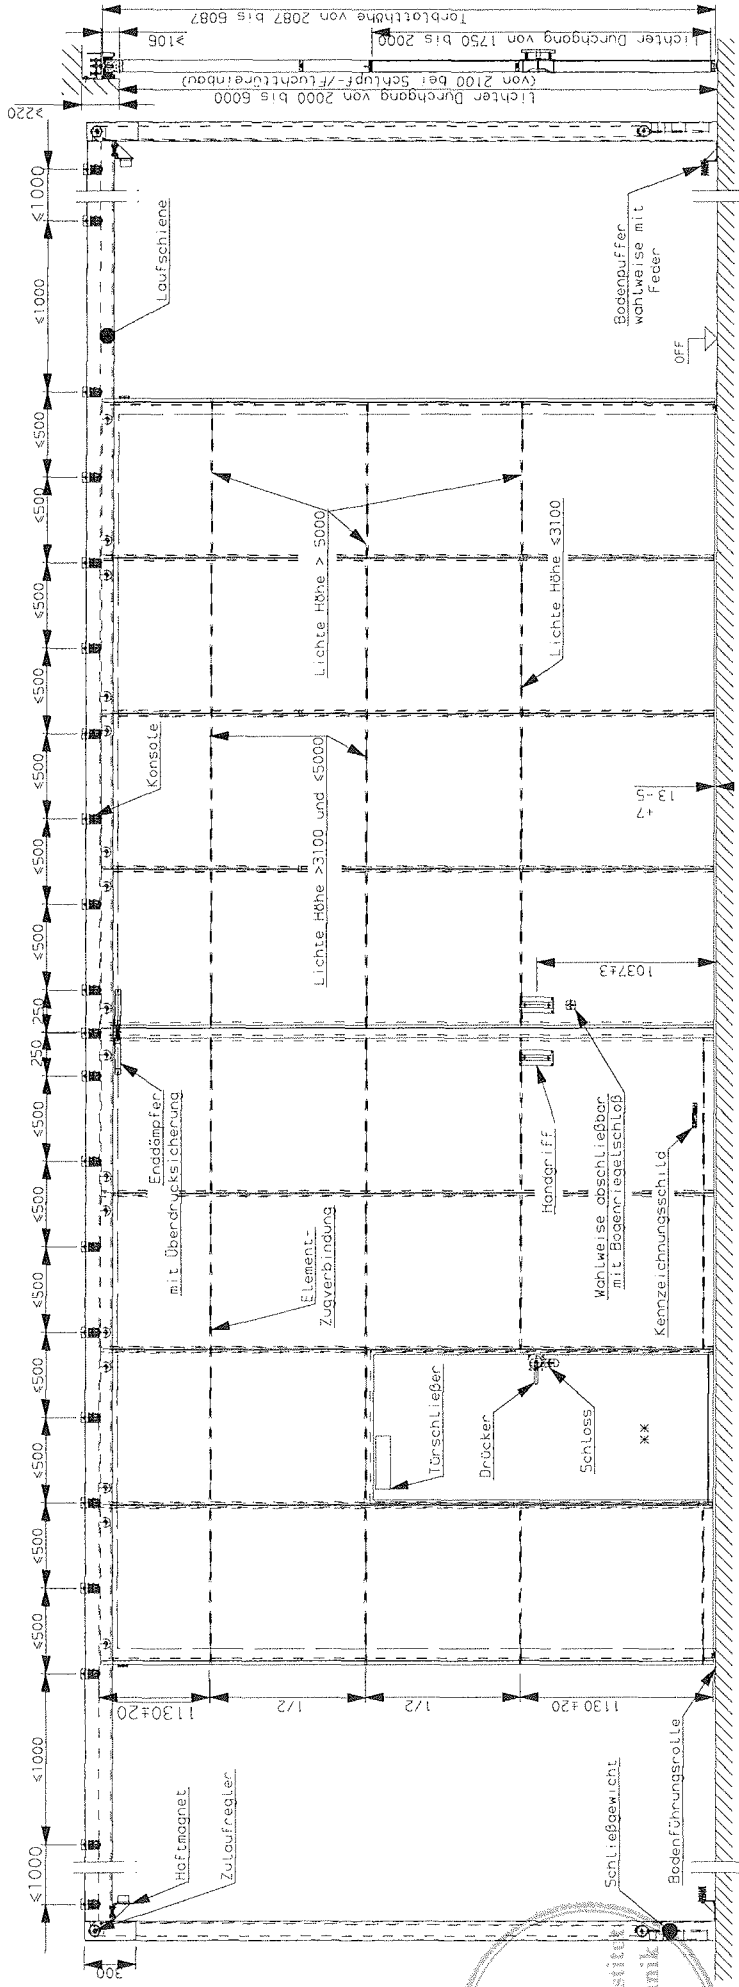 ≤1000
≤1000
≤500
≤500
≤500
≤500
≤500
≤500
250
250
≤500
≤500
≤500
≤500
≤500
≤500
≤500
≤1000
≤1000
≥220
300
Haftmagnet
Zulaufregler
Enddämpfer
mit Überdrucksicherung
Konsole
Laufschiene
Element-
Zugverbindung
Lichte Höhe >3100 und ≤5000
Lichte Höhe > 5000
Lichte Höhe ≤3100
1130±20
1/2
1/2
1130±20
Türschließer
Drücker
Schloss
**
Handgriff
Wahlweise abschließbar
mit Bodenriegelschloß
Kennzeichnungsschild
1037±3
+7
13-5
Schließgewicht
Bodenführungsrolle
Bodenpuffer
wahlweise mit
Feder
OFF
Lichter Durchgang von 2000 bis 6000
(von 2100 bei Schlupf-/Fluchttüreinbau)
Lichter Durchgang von 1750 bis 2000
≥106
Torblatthöhe von 2087 bis 6087